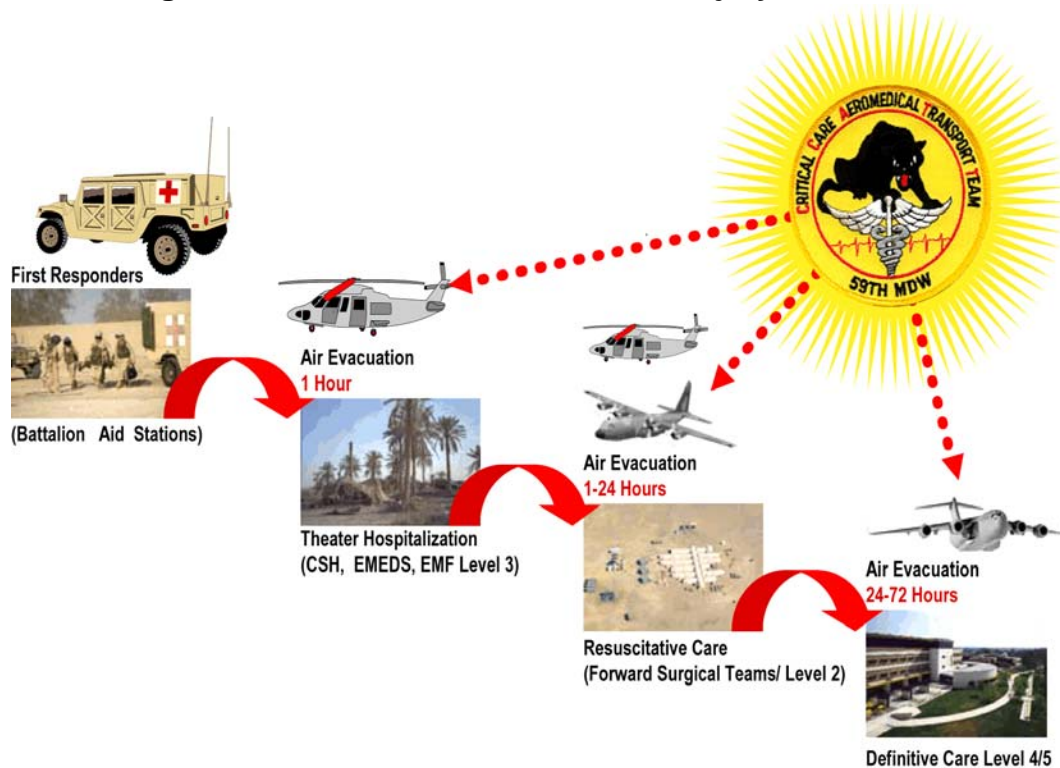 CRITICAL CARE AEROMEDICAL TRANSPORT TEAM
59TH MDW
First Responders
(Battalion Aid Stations)
Air Evacuation
1 Hour
Theater Hospitalization
(CSH, EMEDS, EMF Level 3)
Air Evacuation
1-24 Hours
Resuscitative Care
(Forward Surgical Teams/ Level 2)
Air Evacuation
24-72 Hours
Definitive Care Level 4/5